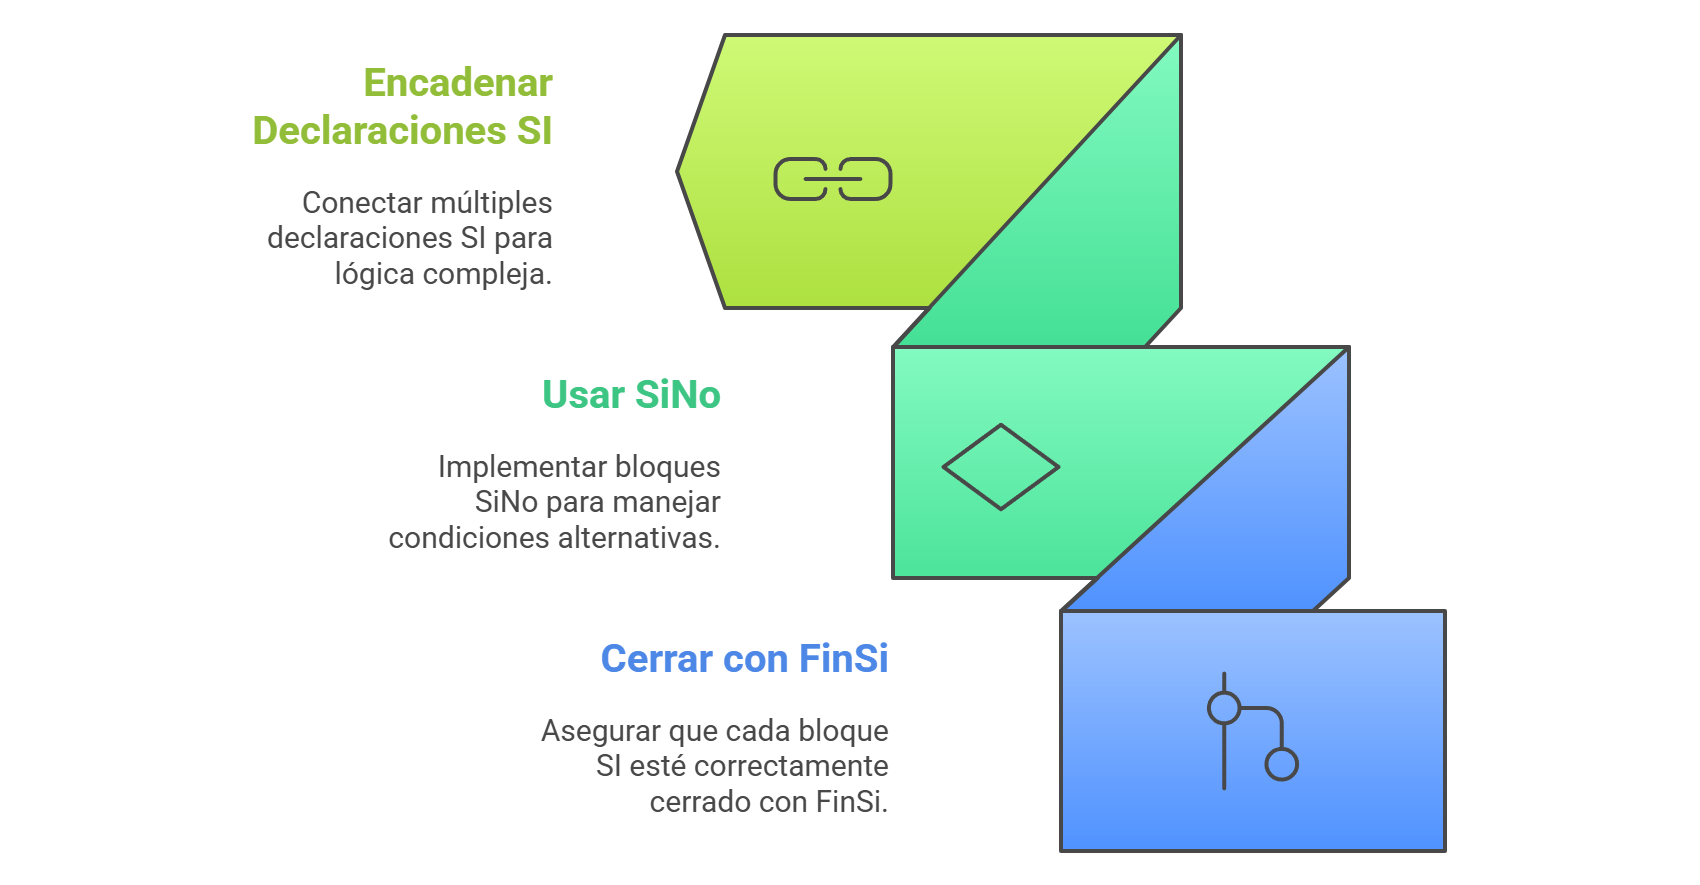 Encadenar
Declaraciones SI
Conectar múltiples
declaraciones SI para
lógica compleja.
Usar SiNo
Implementar bloques
SiNo para manejar
condiciones alternativas.
Cerrar con FinSi
Asegurar que cada bloque
SI esté correctamente
cerrado con FinSi.